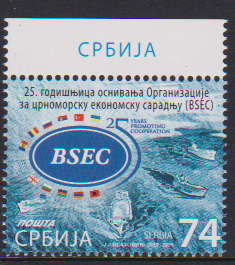 СРБИЈА
25. годишњица оснивања Организације
за црноморску економску сарадњу (BSEC)
25 YEARS
PROMOTING
COOPERATION
BSEC
ПОШТА
СРБИЈА
SERBIA
74